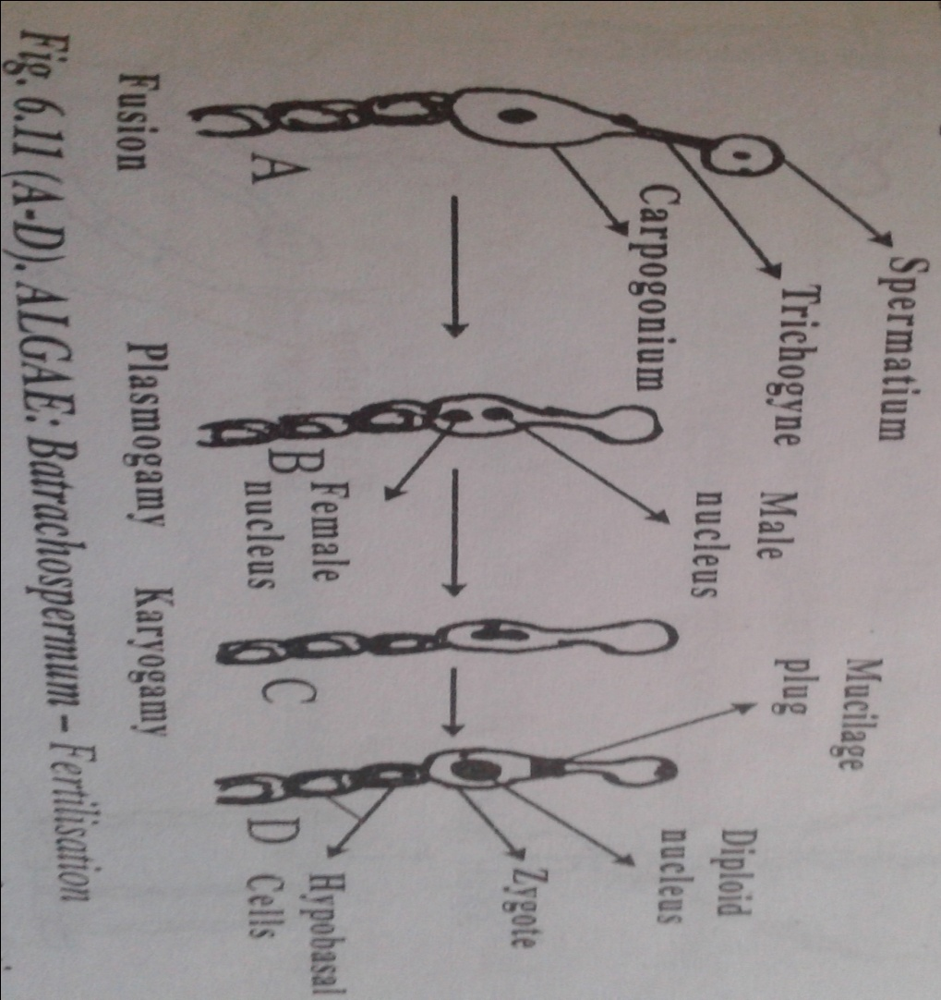 Spermatium
Trichogyne
Carpogonium
Male
nucleus
Female
nucleus
Mucilage
plug
Diploid
nucleus
Zygote
Hypobasal
Cells
A
B
C
D
Fusion Plasmogamy Karyogamy
Fig. 6.11 (A-D). ALGAE: Batrachospermum – Fertilisation